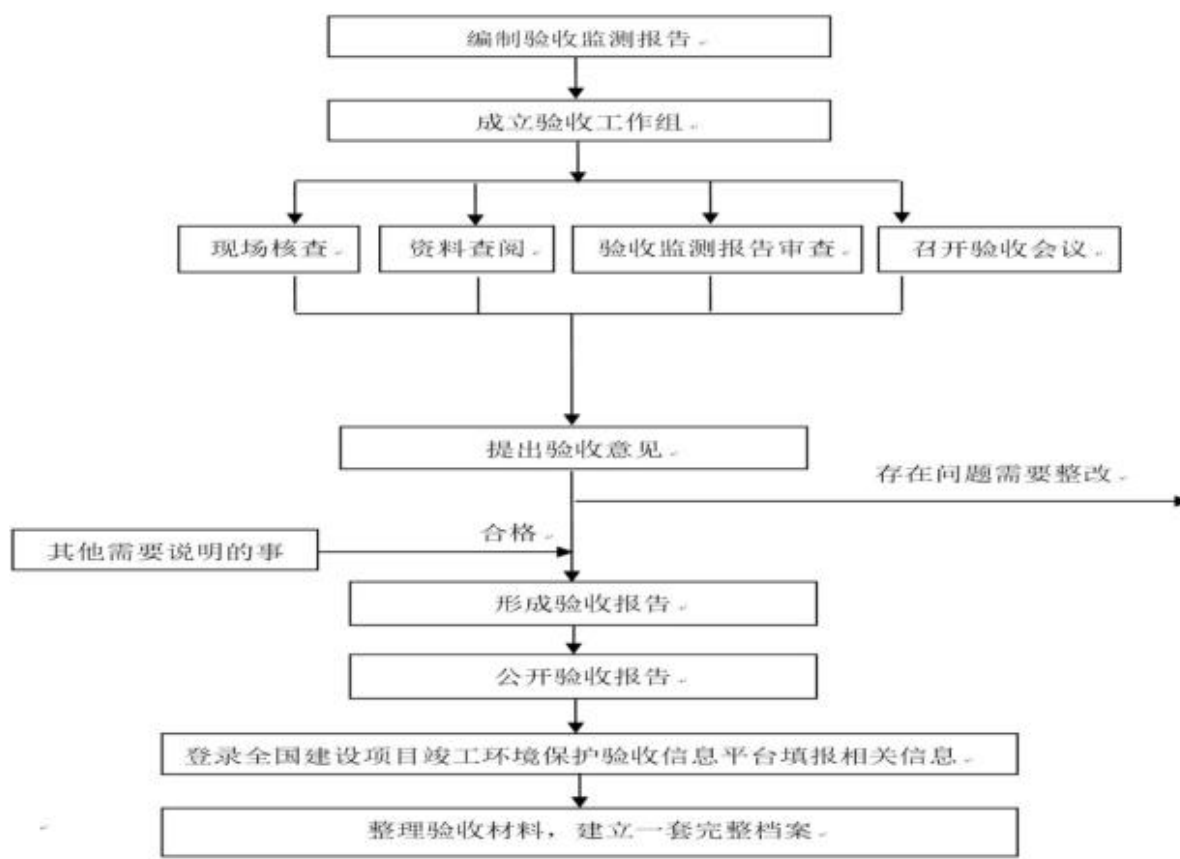 编制验收监测报告
成立验收工作组
现场核查
资料查阅
验收监测报告审查
召开验收会议
提出验收意见
存在问题需要整改
合格
其他需要说明的事
形成验收报告
公开验收报告
登录全国建设项目竣工环境保护验收信息平台填报相关信息
整理验收材料，建立一套完整档案